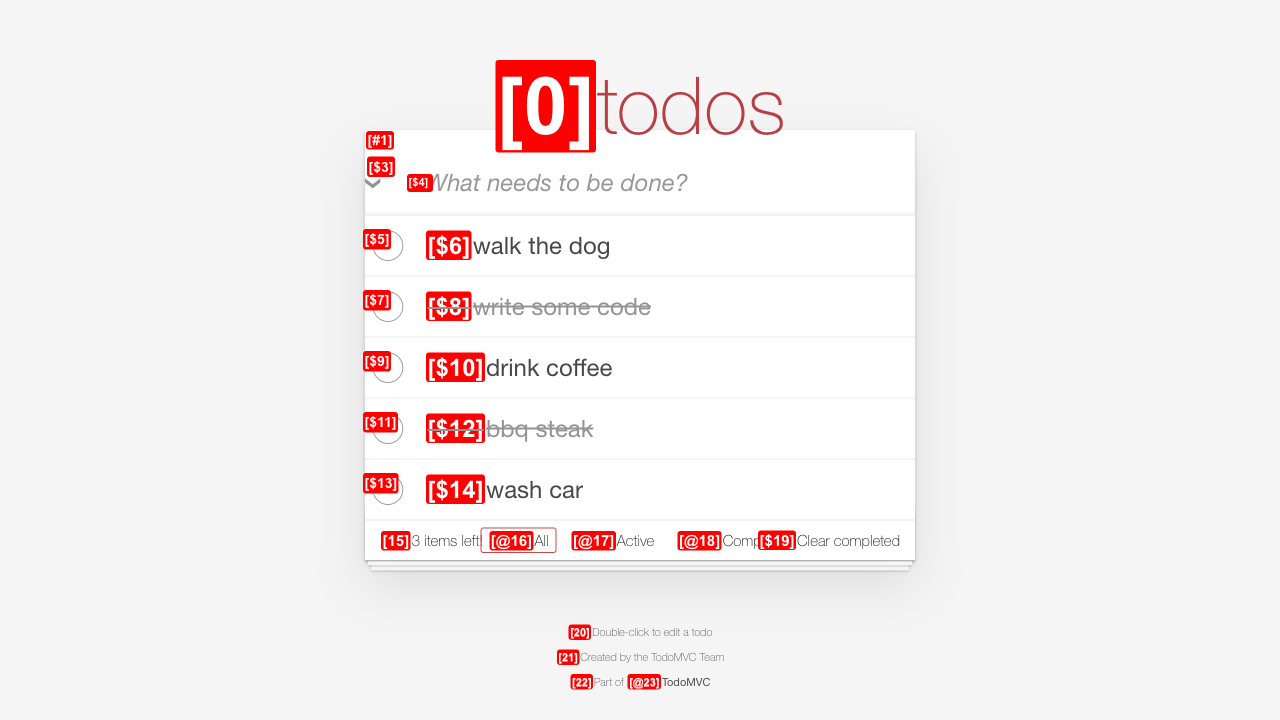 [0]todos
[#1]
[$3]
❯ [$4]What needs to be done?
[$5] [$6]walk the dog
[$7] [$8]write some code
[$9] [$10]drink coffee
[$11] [$12]bbq steak
[$13] [$14]wash car
[15]3 items left! [@16]All [@17]Active [@18]Comp [$19]Clear completed
[20]Double-click to edit a todo
[21]Created by the TodoMVC Team
[22]Part of [@23]TodoMVC